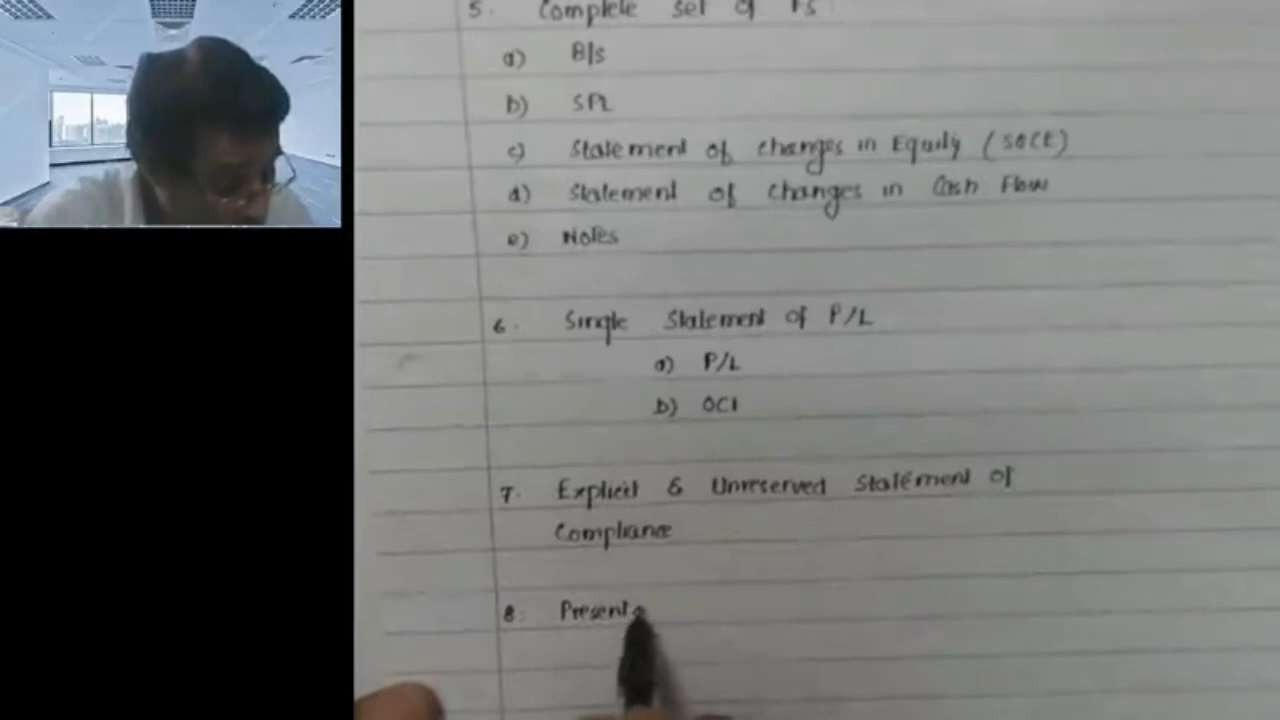 5. Complete set of FS
a) B/s
b) SPL
c) Statement of changes in Equity (SOCE)
d) Statement of changes in Cash Flow
e) Notes
6. Single Statement of P/L
a) P/L
b) OCI
7. Explicit & Unreserved Statement of
Compliance
8. Presenta